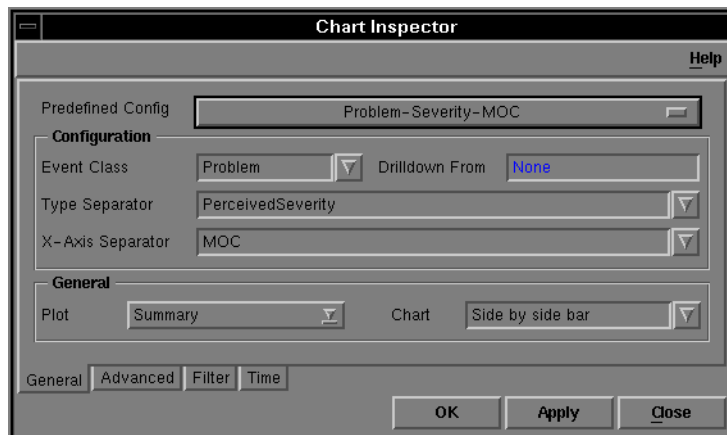 Chart Inspector
Help
Predefined Config Problem-Severity-MOC
Configuration
Event Class Problem Drilldown From None
Type Separator PerceivedSeverity
X-Axis Separator MOC
General
Plot Summary Chart Side by side bar
General Advanced Filter Time
OK Apply Close